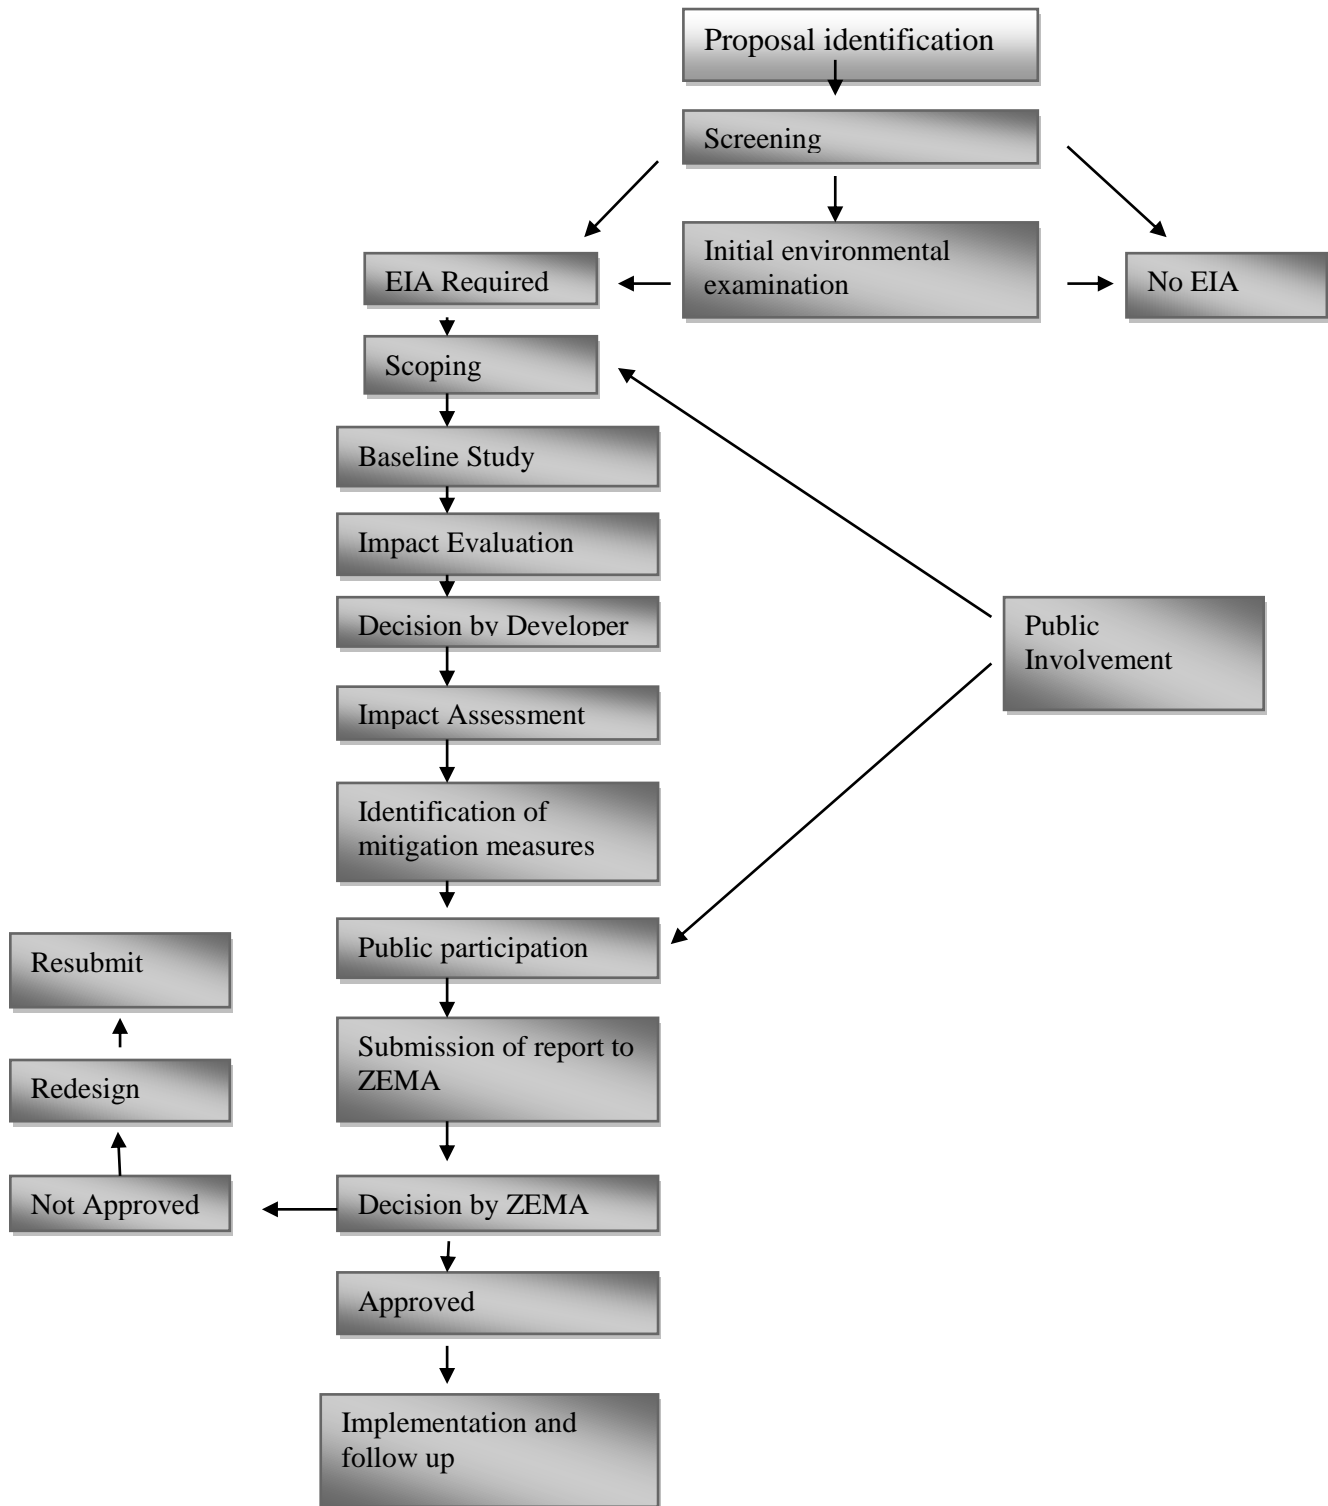 Proposal identification
Screening
Initial environmental
examination
EIA Required
No EIA
Scoping
Baseline Study
Impact Evaluation
Decision by Developer
Public
Involvement
Impact Assessment
Identification of
mitigation measures
Public participation
Resubmit
Submission of report to
ZEMA
Redesign
Not Approved
Decision by ZEMA
Approved
Implementation and
follow up